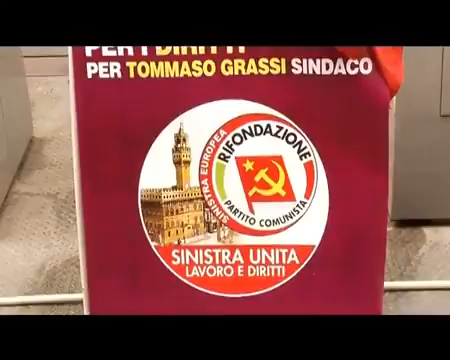 PER I DIRITTI
PER TOMMASO GRASSI SINDACO
SINISTRA EUROPEA
RIFONDAZIONE
PARTITO COMUNISTA
SINISTRA UNITA
LAVORO E DIRITTI